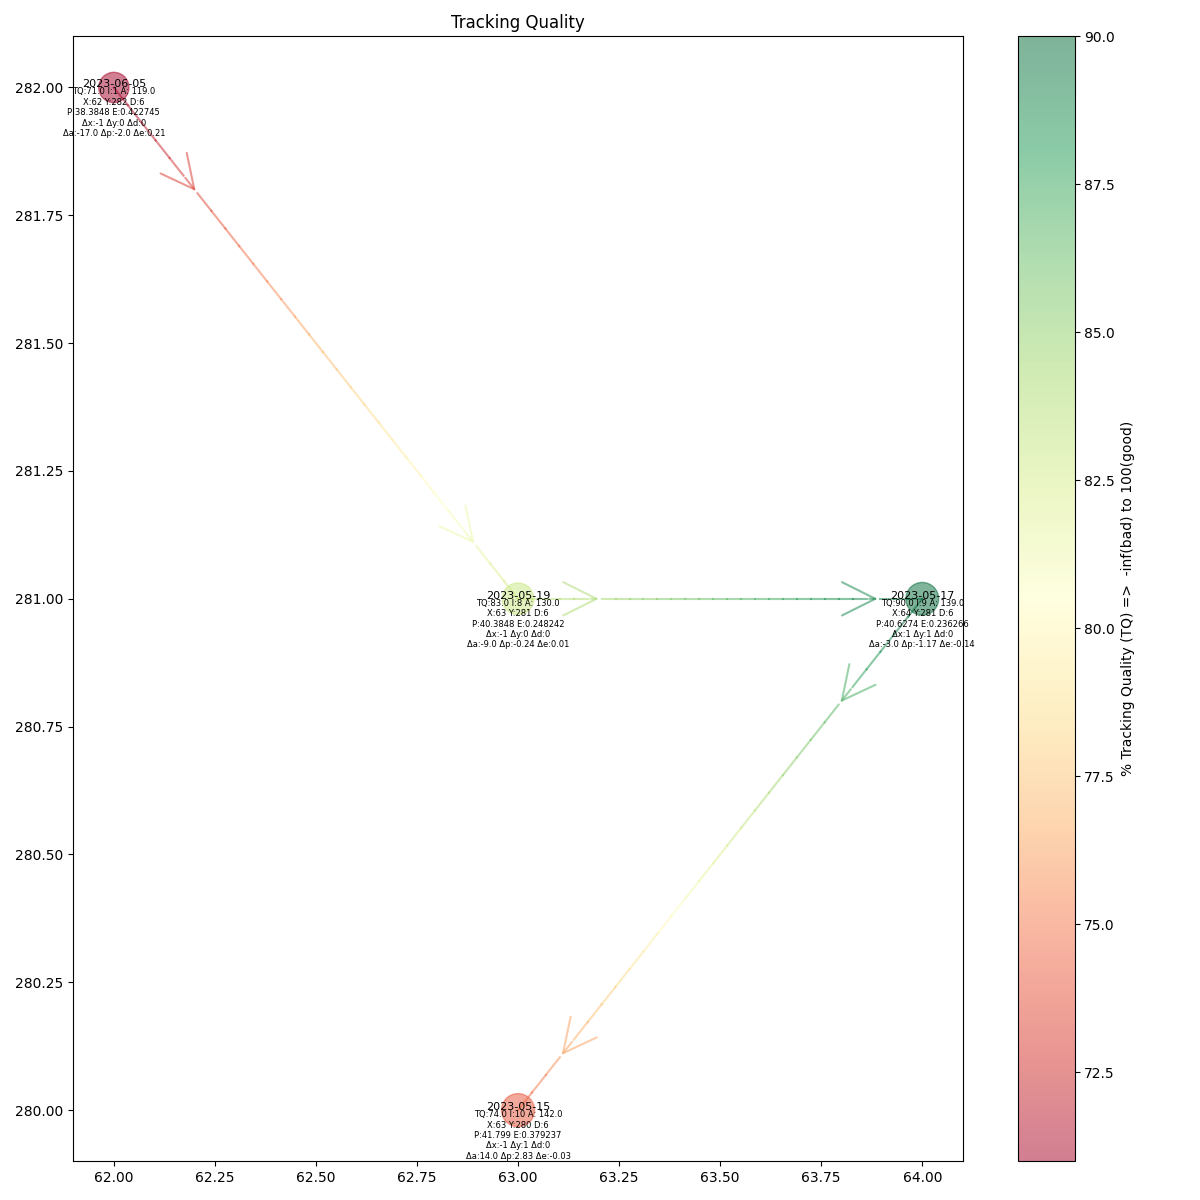 Tracking Quality
282.00
281.75
281.50
281.25
281.00
280.75
280.50
280.25
280.00
2023-06-05
TQ:71.0 I:1 A: 119.0
X:62 Y:282 D:6
P:38.3848 E:0.422745
Δx:-1 Δy:0 Δd:0
Δa:-17.0 Δp:-2.0 Δe:0.21
2023-05-19
TQ:83.0 I:8 A: 130.0
X:63 Y:281 D:6
P:40.3848 E:0.248242
Δx:-1 Δy:0 Δd:0
Δa:-9.0 Δp:-0.24 Δe:0.01
2023-05-17
TQ:90.0 I:9 A: 139.0
X:64 Y:281 D:6
P:40.6274 E:0.236266
Δx:1 Δy:1 Δd:0
Δa:-3.0 Δp:-1.17 Δe:-0.14
2023-05-15
TQ:74.0 I:10 A: 142.0
X:63 Y:280 D:6
P:41.799 E:0.379237
Δx:-1 Δy:1 Δd:0
Δa:14.0 Δp:2.83 Δe:-0.03
62.00
62.25
62.50
62.75
63.00
63.25
63.50
63.75
64.00
90.0
87.5
85.0
82.5
80.0
77.5
75.0
72.5
% Tracking Quality (TQ) => -inf(bad) to 100(good)